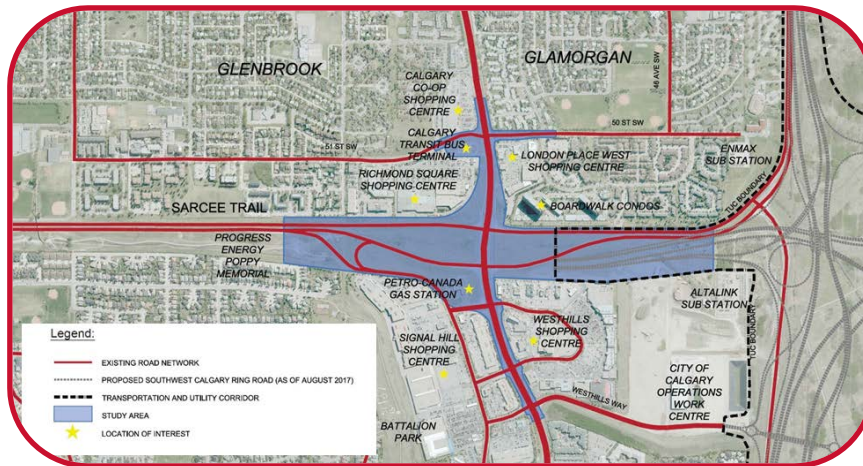 GLENBROOK
GLAMORGAN
CALGARY
CO-OP
SHOPPING
CENTRE
46 AVE SW
CALGARY
TRANSIT BUS
TERMINAL
51 ST SW
50 ST SW
LONDON PLACE WEST
SHOPPING CENTRE
ENMAX
SUB STATION
RICHMOND SQUARE
SHOPPING CENTRE
SARCEE TRAIL
BOARDWALK CONDOS
TUC BOUNDARY
PROGRESS
ENERGY
POPPY
MEMORIAL
PETRO-CANADA
GAS STATION
ALTALINK
SUB STATION
TUC BOUNDARY
WESTHILLS
SHOPPING
CENTRE
SIGNAL HILL
SHOPPING
CENTRE
CITY OF
CALGARY
OPERATIONS
WORK
CENTRE
WESTHILLS WAY
BATTALION
PARK
Legend:
EXISTING ROAD NETWORK
PROPOSED SOUTHWEST CALGARY RING ROAD (AS OF AUGUST 2017)
TRANSPORTATION AND UTILITY CORRIDOR
STUDY AREA
LOCATION OF INTEREST